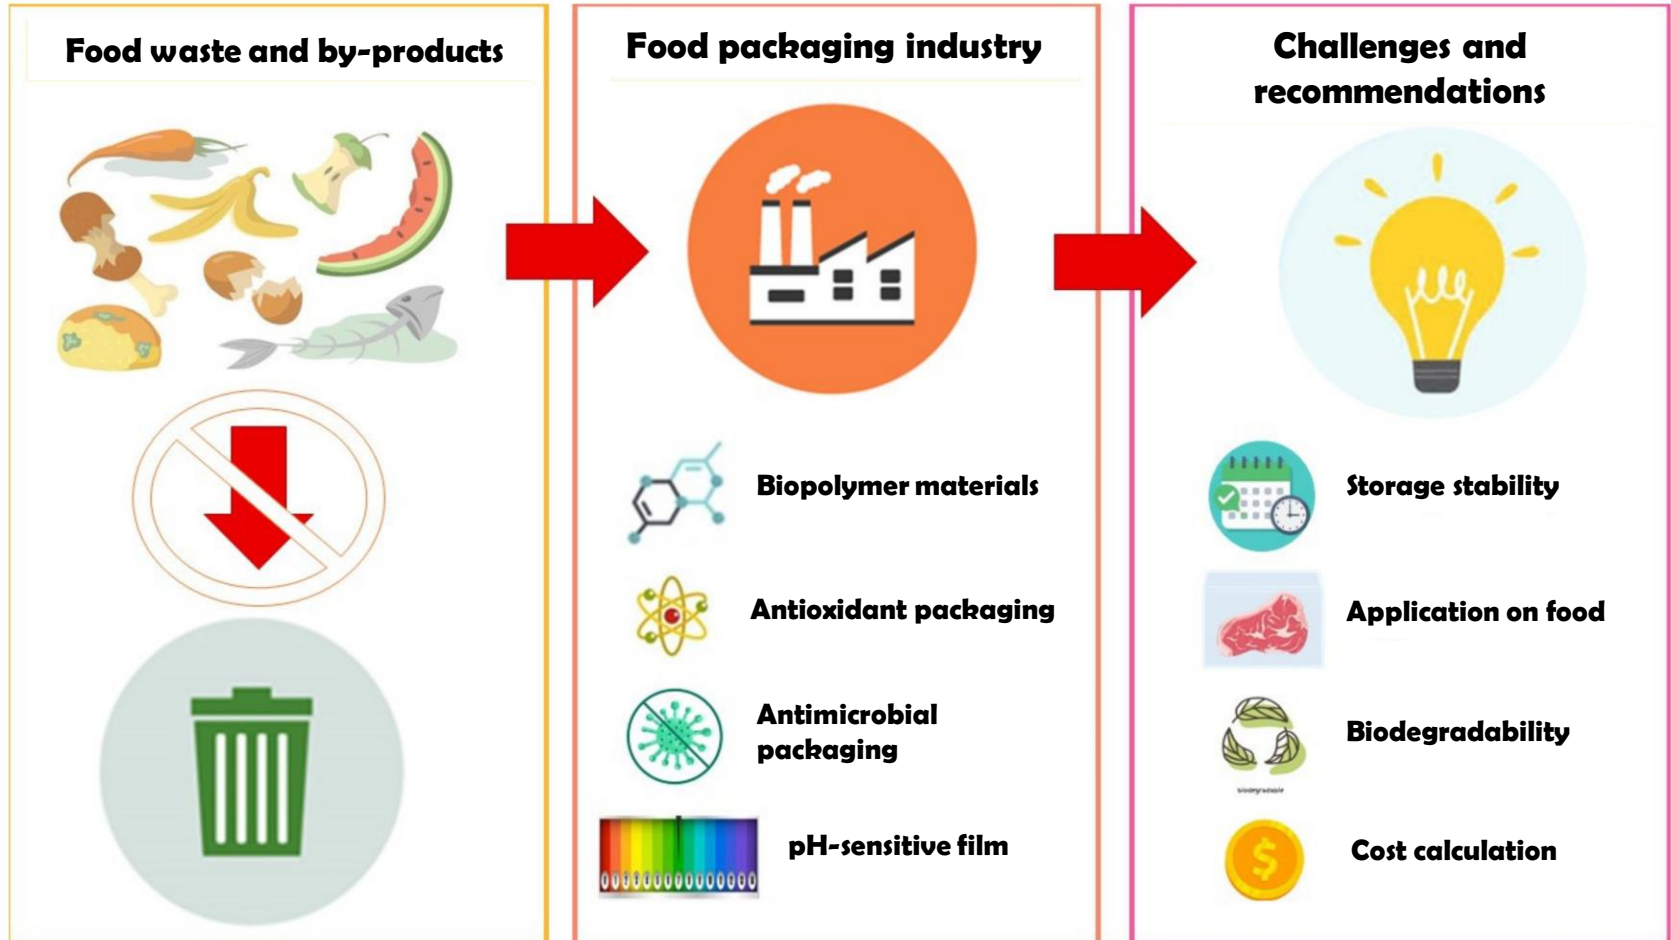 Food waste and by-products
Food packaging industry
Biopolymer materials
Antioxidant packaging
Antimicrobial
packaging
pH-sensitive film
Challenges and
recommendations
Storage stability
Application on food
Biodegradability
biodegradable
Cost calculation